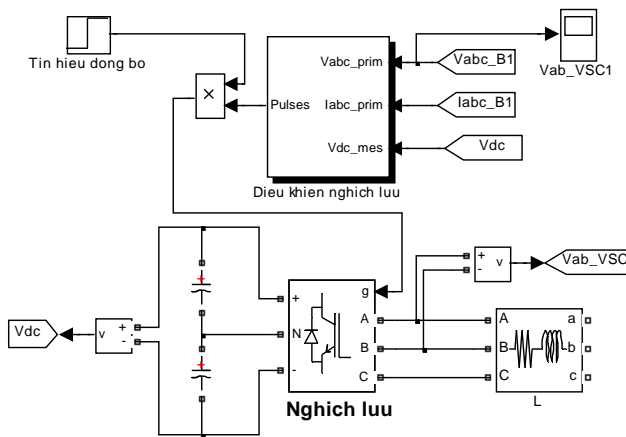 Tin hieu dong bo
×
Pulses
Vabc_prim
Iabc_prim
Vdc_mes
Dieu khien nghich luu
Vabc_B1
Iabc_B1
Vdc
Vab_VSC1
Vdc
v
+
-
+
+
+
N
-
g
A
B
C
Nghich luu
+
-
v
Vab_VSC
A
B
C
a
b
c
L